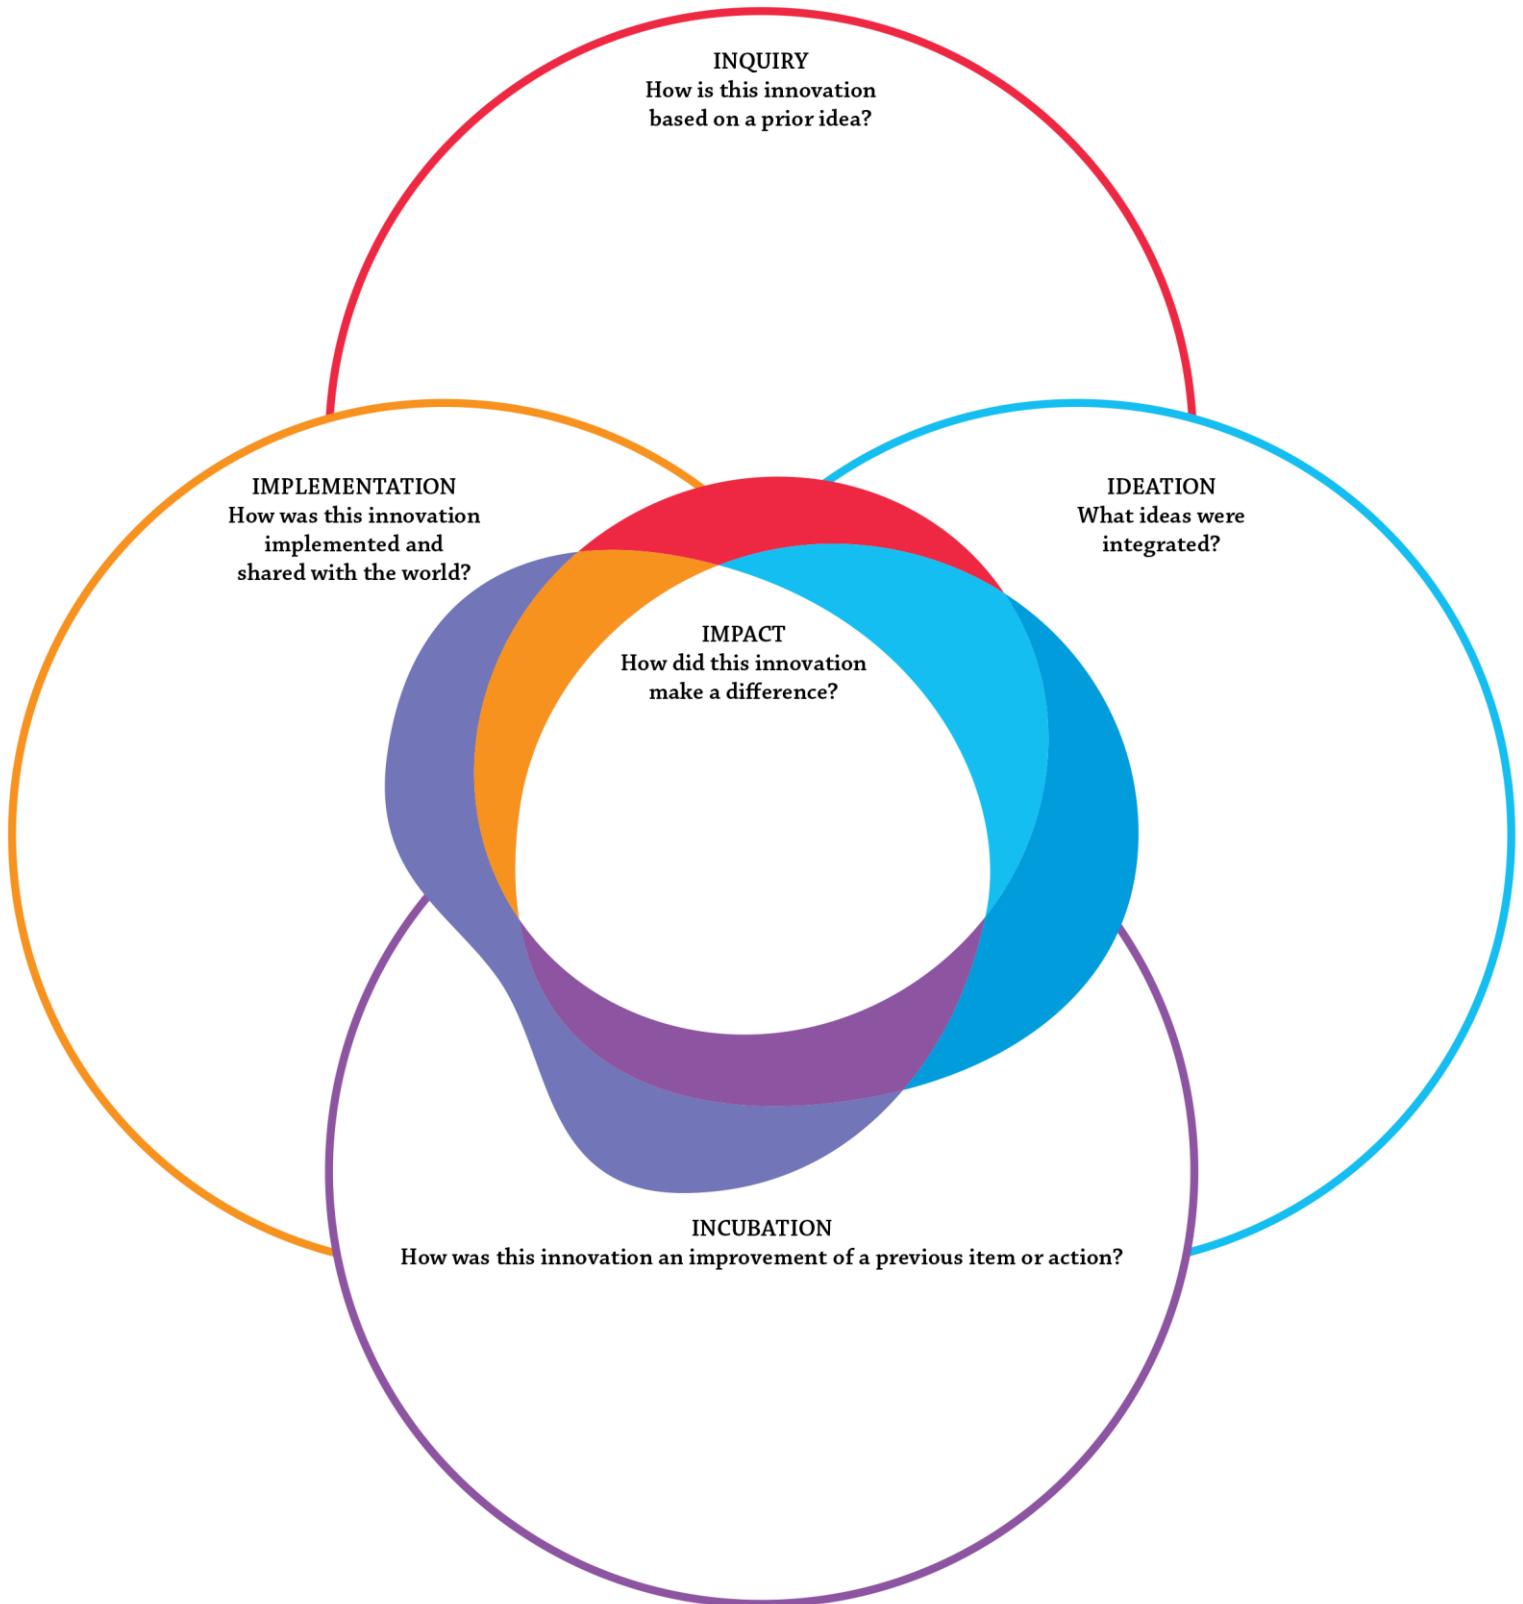 INQUIRY
How is this innovation
based on a prior idea?
IMPLEMENTATION
How was this innovation
implemented and
shared with the world?
IDEATION
What ideas were
integrated?
IMPACT
How did this innovation
make a difference?
INCUBATION
How was this innovation an improvement of a previous item or action?